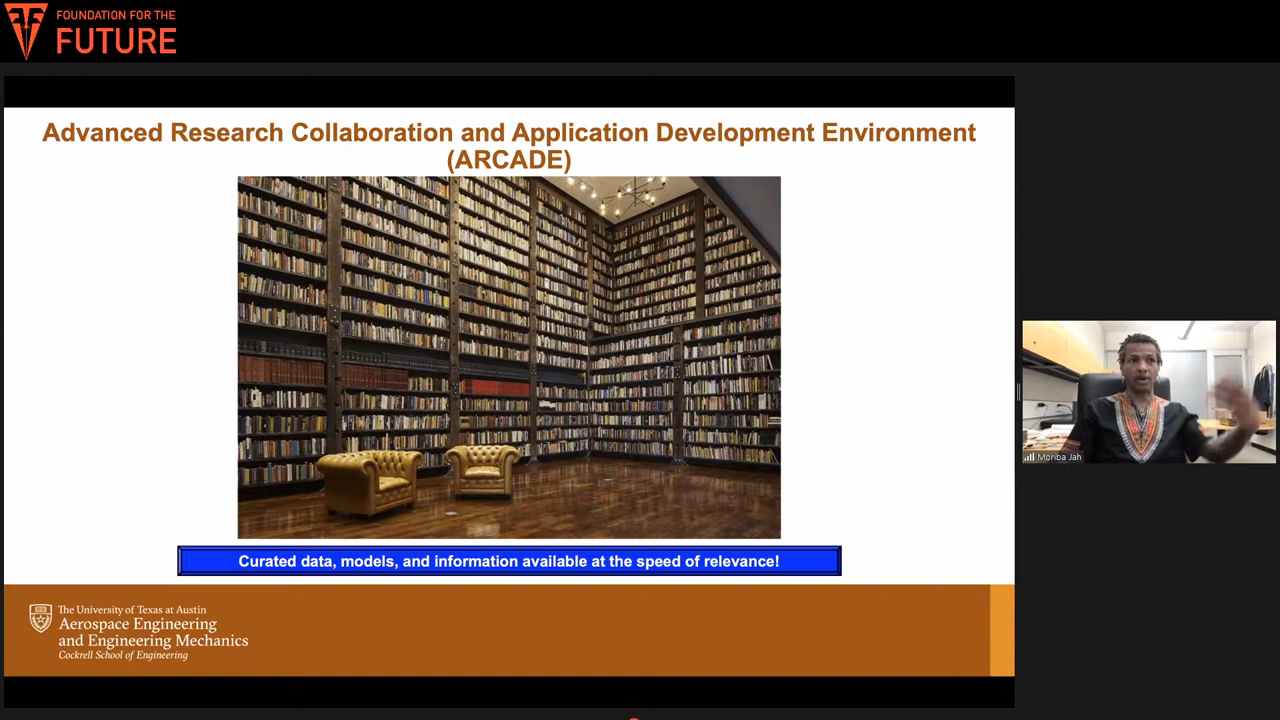 FOUNDATION FOR THE
FUTURE
Advanced Research Collaboration and Application Development Environment
(ARCADE)
Curated data, models, and information available at the speed of relevance!
Moriba Jah
The University of Texas at Austin
Aerospace Engineering
and Engineering Mechanics
Cockrell School of Engineering